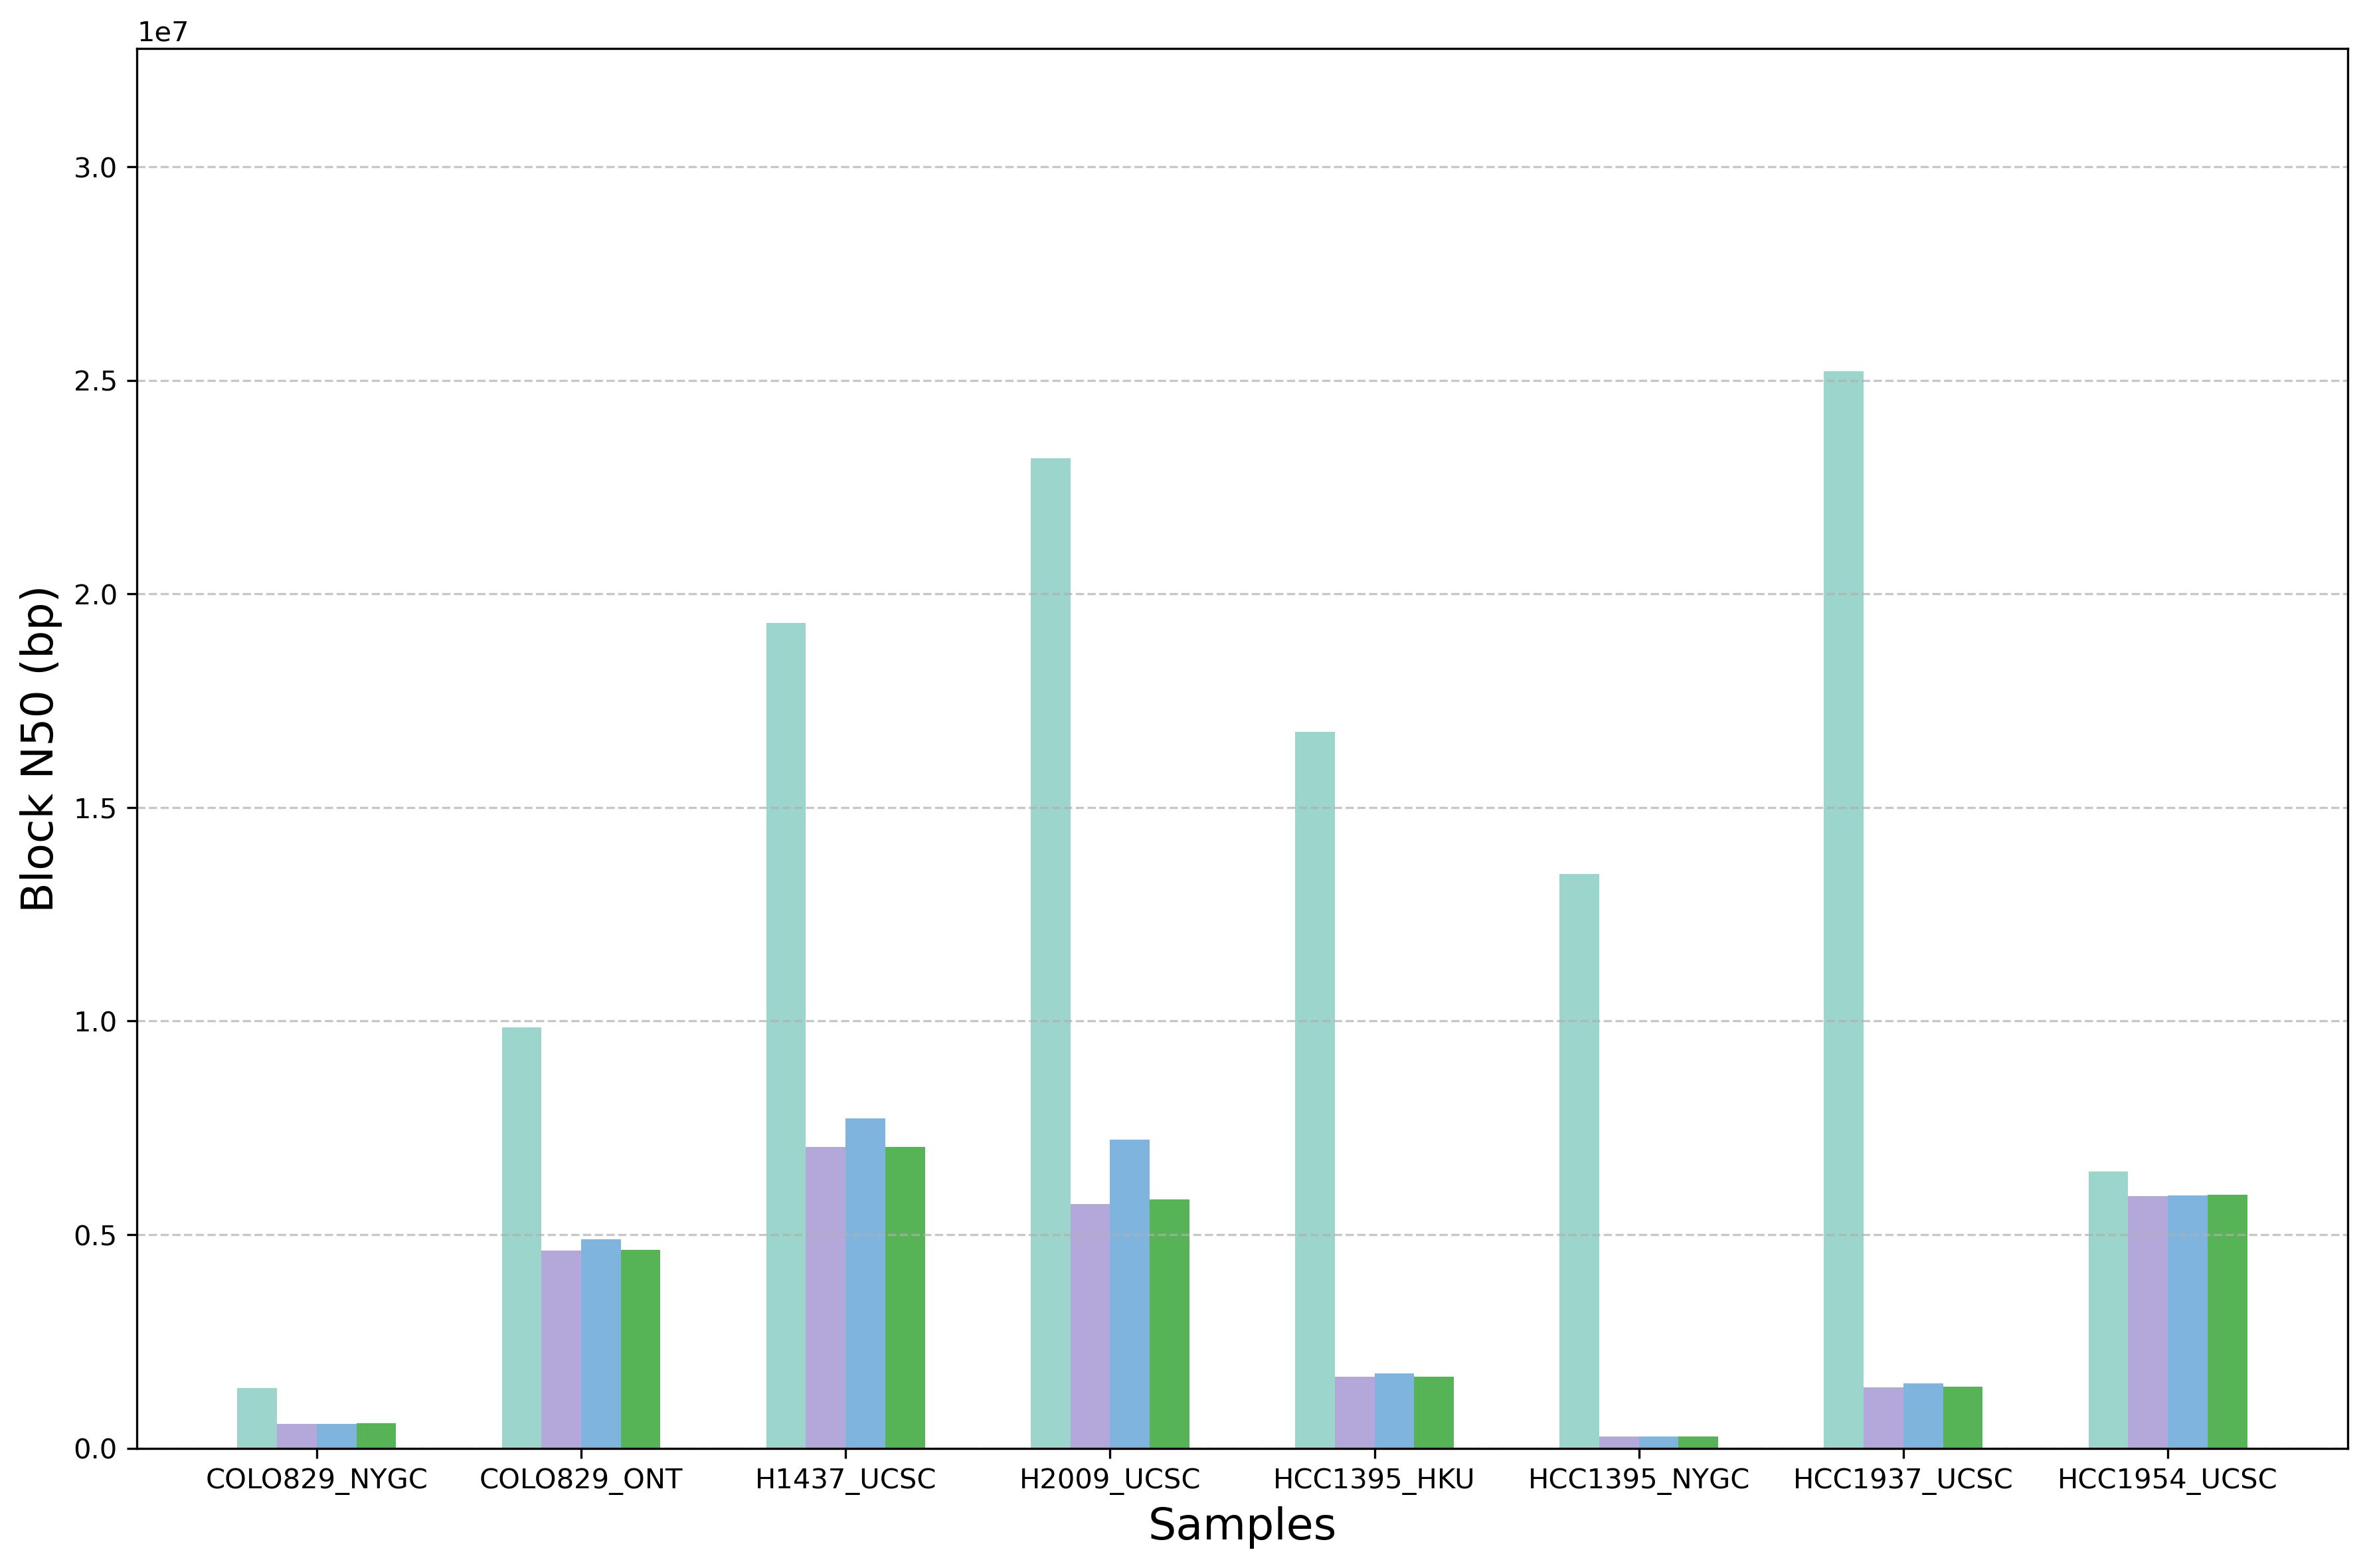 1e7
3.0
2.5
2.0
1.5
1.0
0.5
0.0
Block N50 (bp)
COLO829_NYGC COLO829_ONT H1437_UCSC H2009_UCSC HCC1395_HKU HCC1395_NYGC HCC1937_UCSC HCC1954_UCSC
Samples